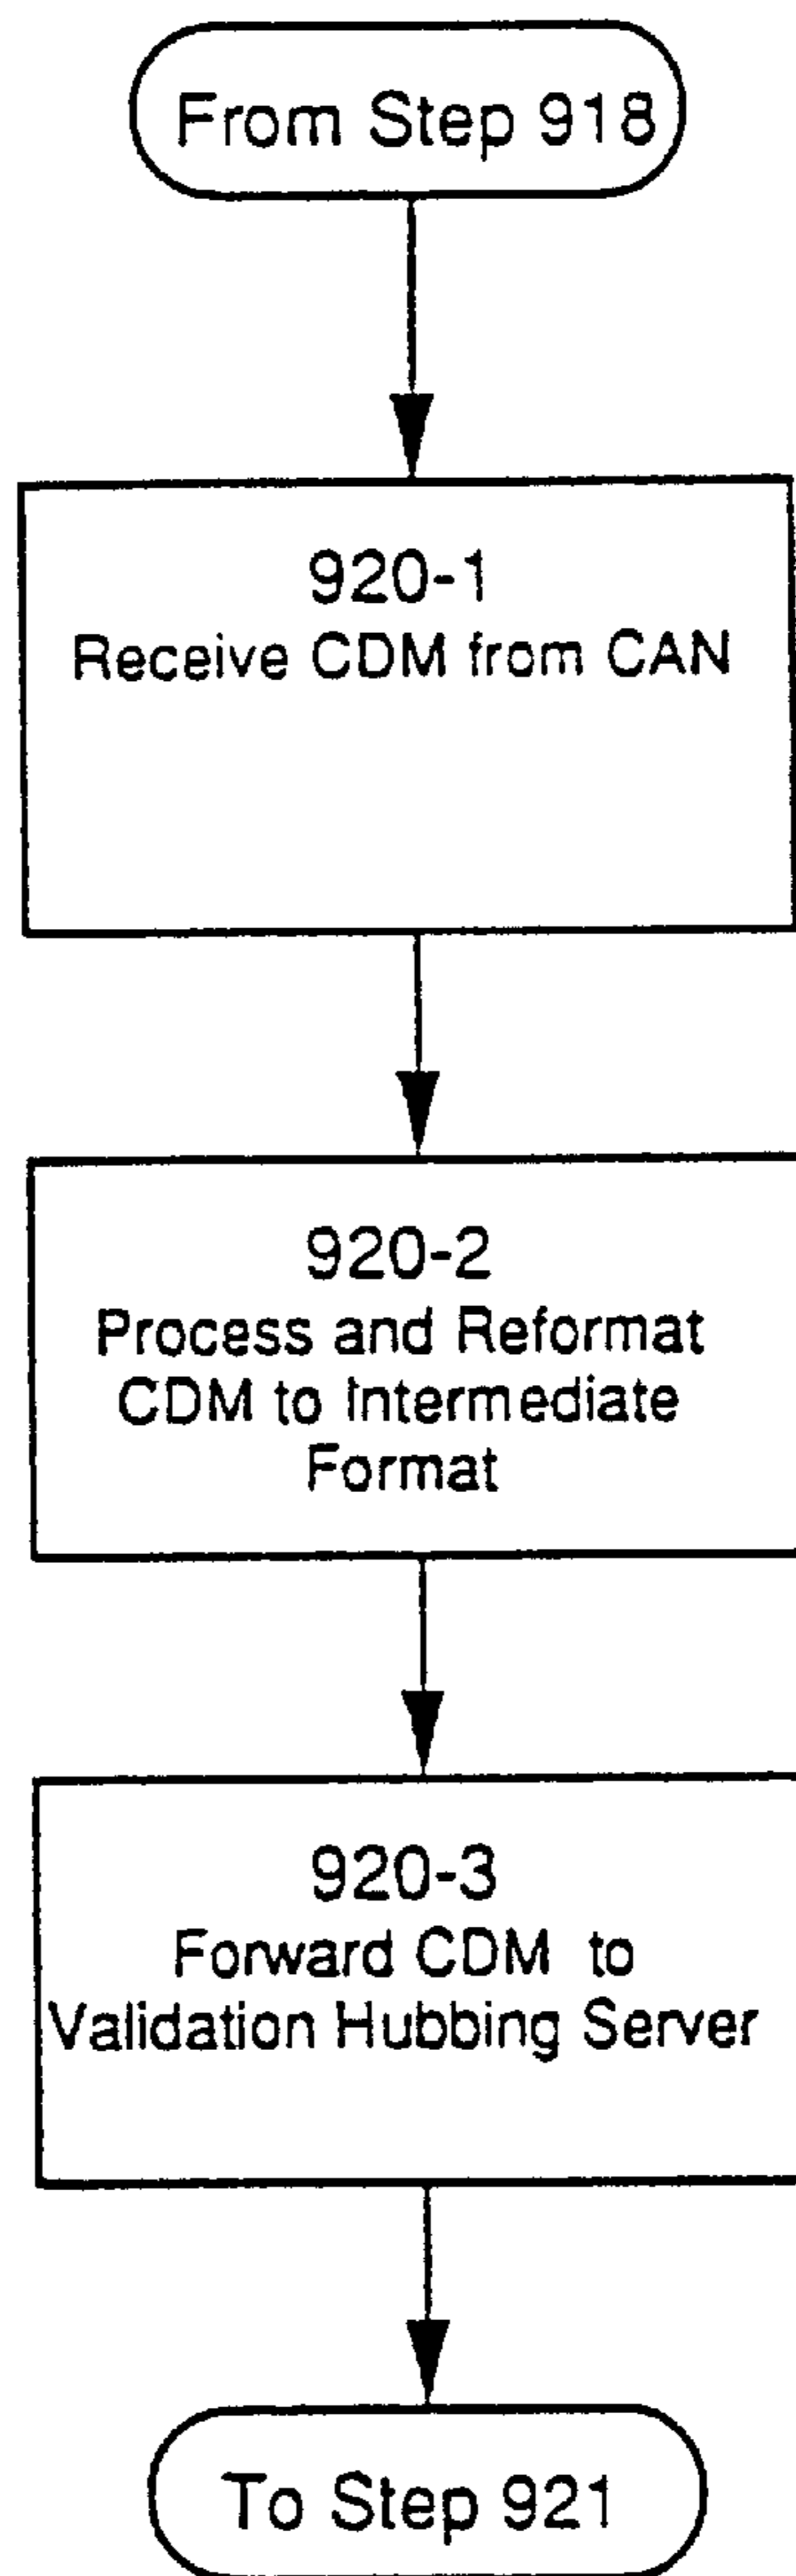 From Step 918
920-1
Receive CDM from CAN
920-2
Process and Reformat
CDM to Intermediate
Format
920-3
Forward CDM to
Validation Hubbing Server
To Step 921